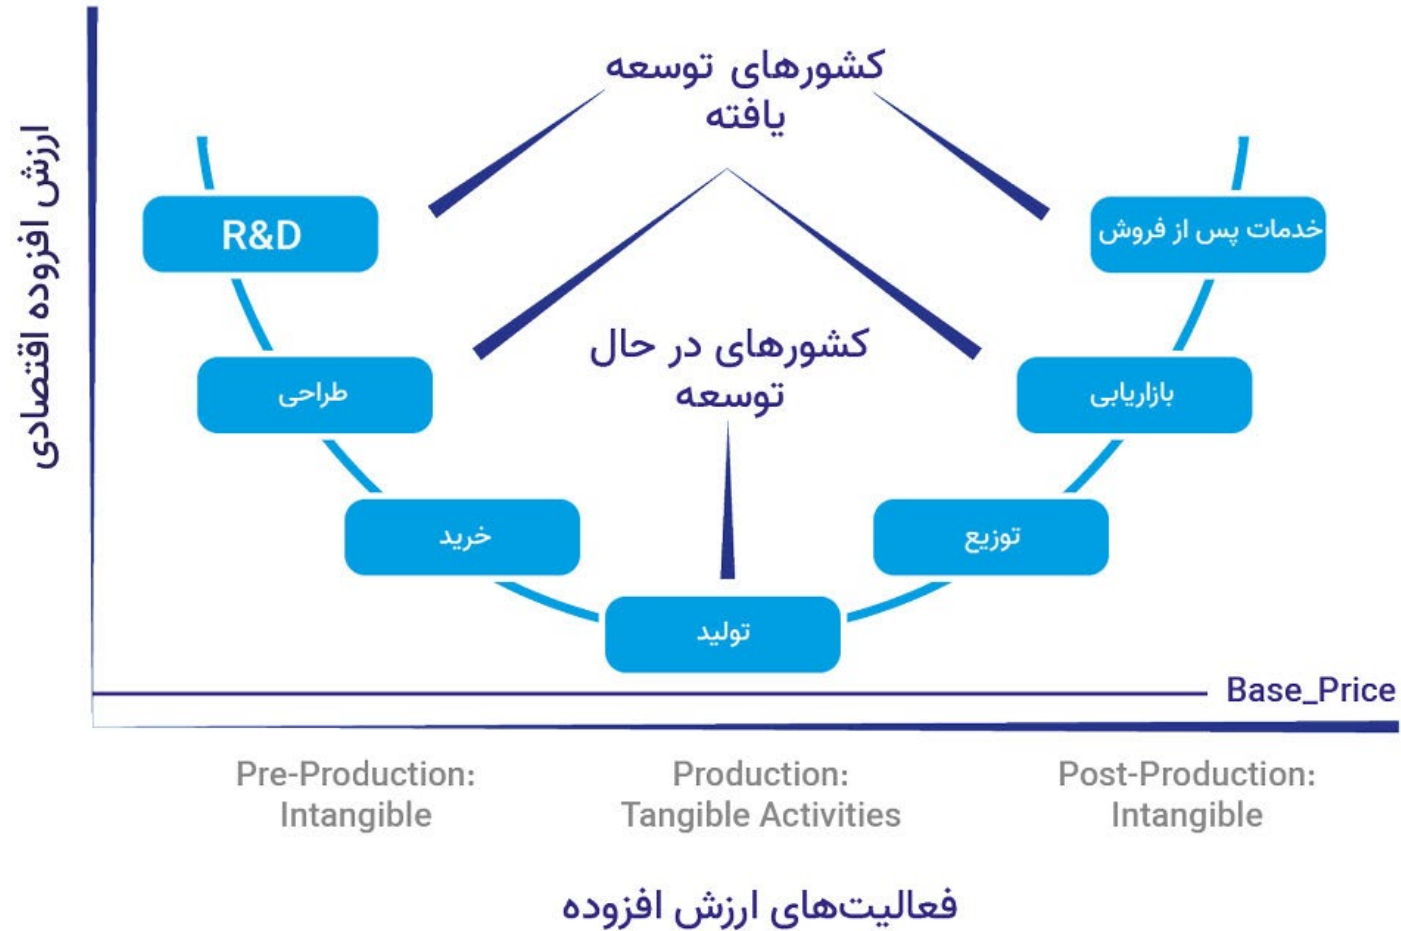 کشورهای توسعه
یافته
ارزش افزوده اقتصادی
R&D
خدمات پس از فروش
کشورهای در حال
توسعه
طراحی
بازاریابی
خرید
توزیع
تولید
Base_Price
Pre-Production:
Intangible
Production:
Tangible Activities
Post-Production:
Intangible
فعالیت‌های ارزش افزوده